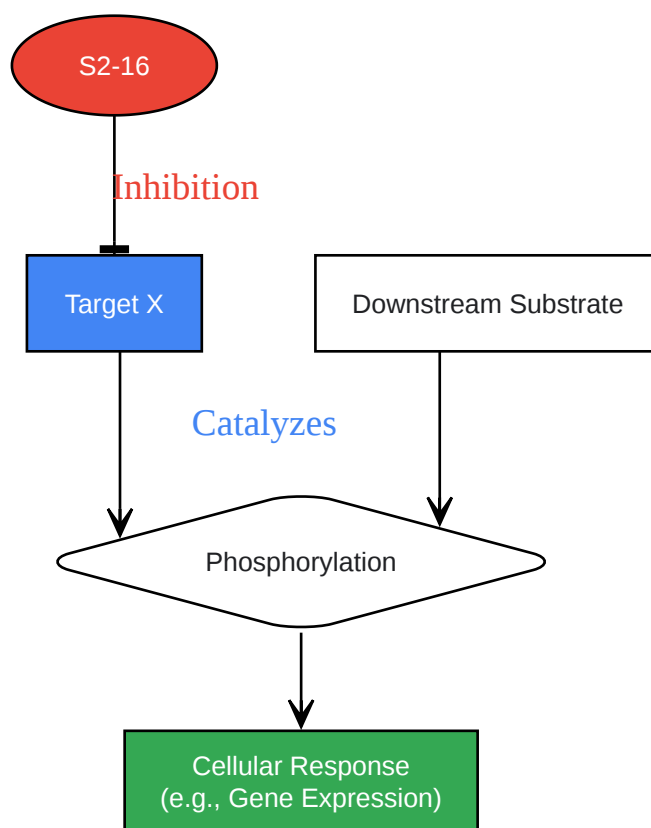 S2-16
Inhibition
Target X
Downstream Substrate
Catalyzes
Phosphorylation
Cellular Response
(e.g., Gene Expression)